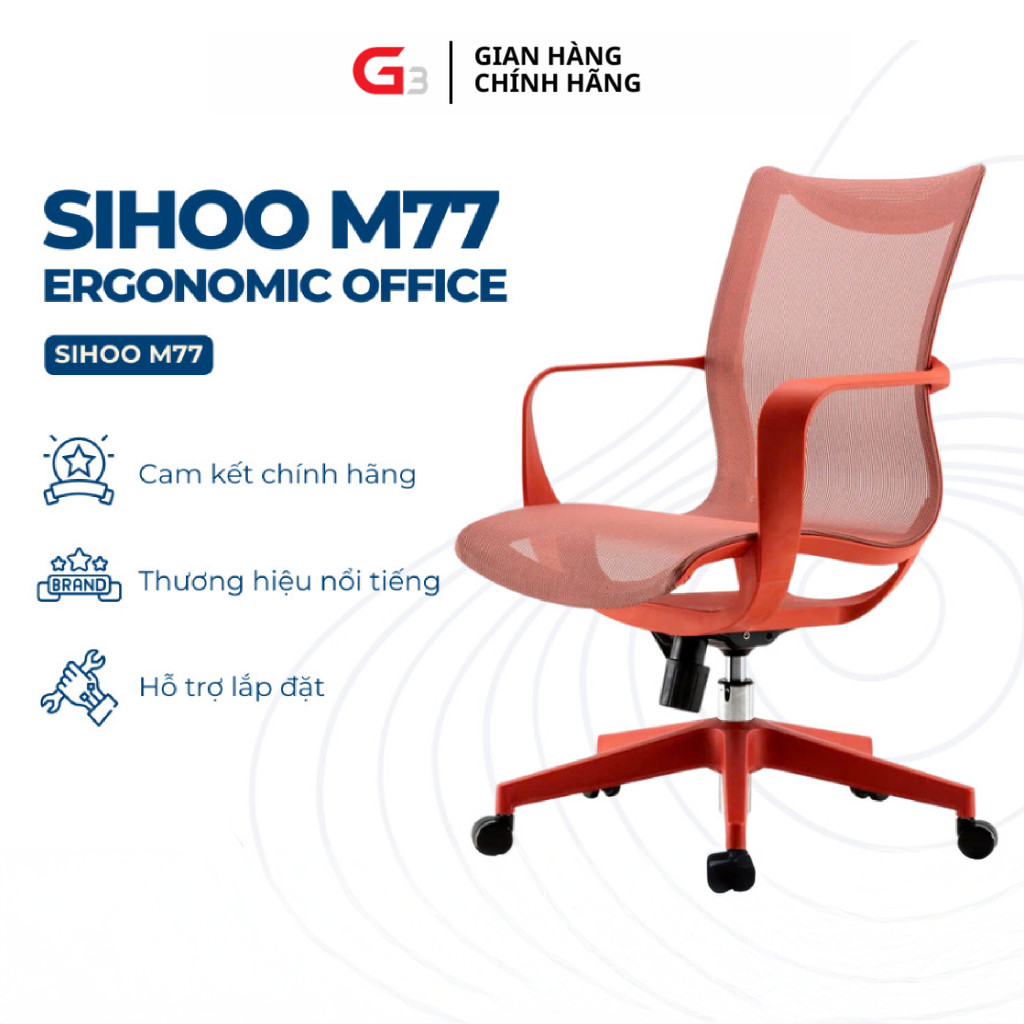 G3
GIAN HÀNG
CHÍNH HÃNG
SIHOO M77
ERGONOMIC OFFICE
SIHOO M77
Cam kết chính hãng
BRAND
Thương hiệu nổi tiếng
Hỗ trợ lắp đặt